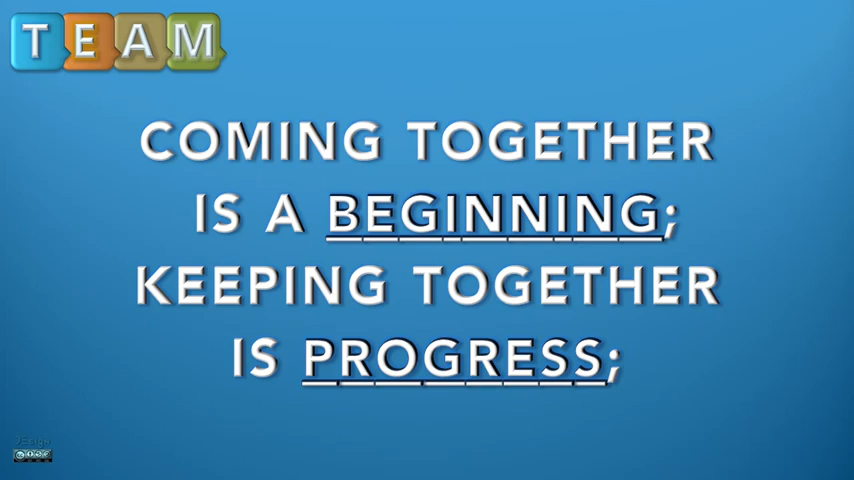 TEAM
COMING TOGETHER
IS A BEGINNING;
KEEPING TOGETHER
IS PROGRESS;